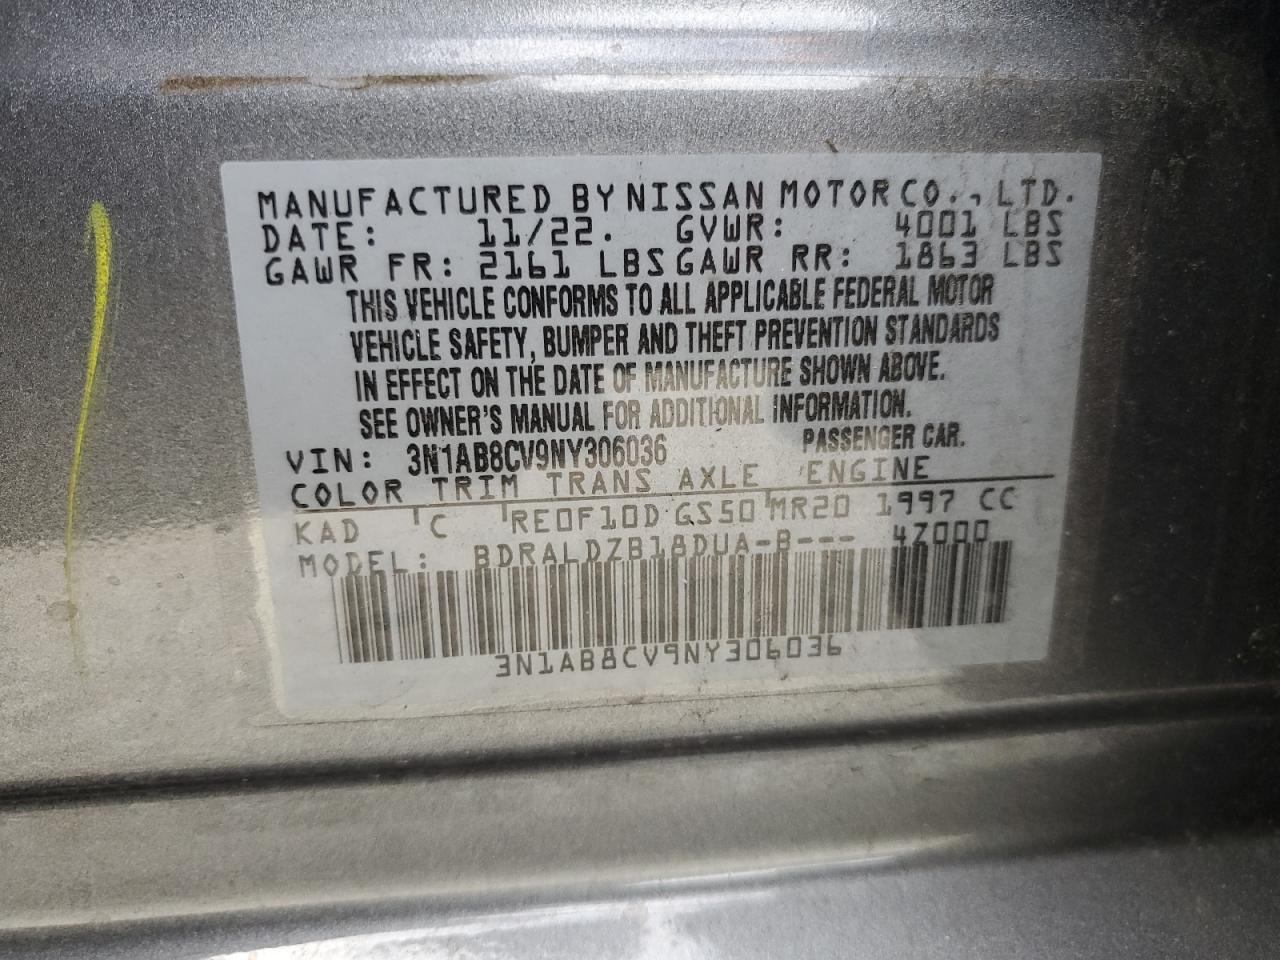 MANUFACTURED BY NISSAN MOTOR CO., LTD.
DATE: 11/22. GVWR: 4001 LBS
GAWR FR: 2161 LBS GAWR RR: 1863 LBS
THIS VEHICLE CONFORMS TO ALL APPLICABLE FEDERAL MOTOR
VEHICLE SAFETY, BUMPER AND THEFT PREVENTION STANDARDS
IN EFFECT ON THE DATE OF MANUFACTURE SHOWN ABOVE.
SEE OWNER'S MANUAL FOR ADDITIONAL INFORMATION.
VIN: 3N1AB8CV9NY306036 PASSENGER CAR.
COLOR TRIM TRANS AXLE ENGINE
KAD C RE0F10D GS50 MR20 1997 CC
MODEL: BDRALDZB18DUA-B--- 4Z000
3N1AB8CV9NY306036